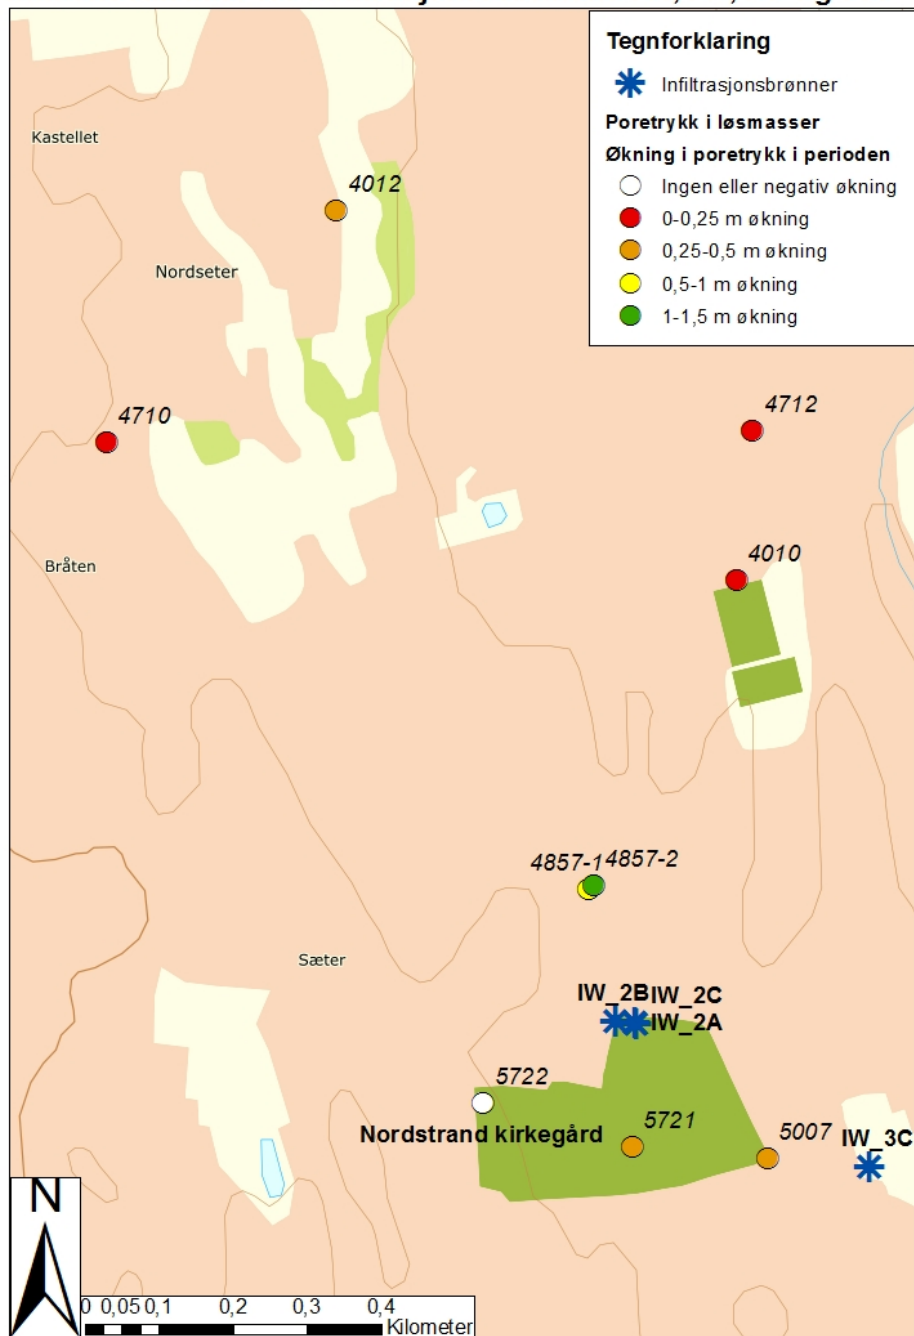 Tegnforklaring
Infiltrasjonsbrønner
Poretrykk i løsmasser
Økning i poretrykk i perioden
Ingen eller negativ økning
0-0,25 m økning
0,25-0,5 m økning
0,5-1 m økning
1-1,5 m økning
Kastellet
4012
Nordseter
4710
4712
4010
Bråten
4857-1 4857-2
Sæter
IW_2B IW_2C
IW_2A
5722
Nordstrand kirkegård
5721
5007
IW_3C
N
0 0,05 0,1 0,2 0,3 0,4
Kilometer